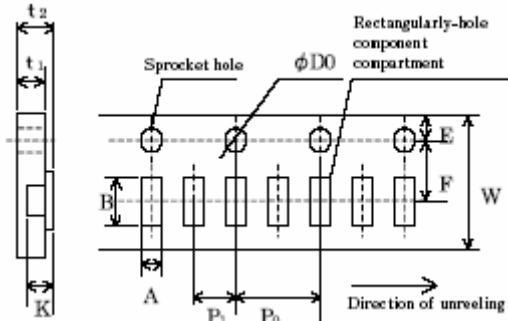 t2
t1
Sprocket hole
ϕD0
Rectangularly-hole
component
compartment
E
F
W
B
K
A
P1
P0
Direction of unreeling